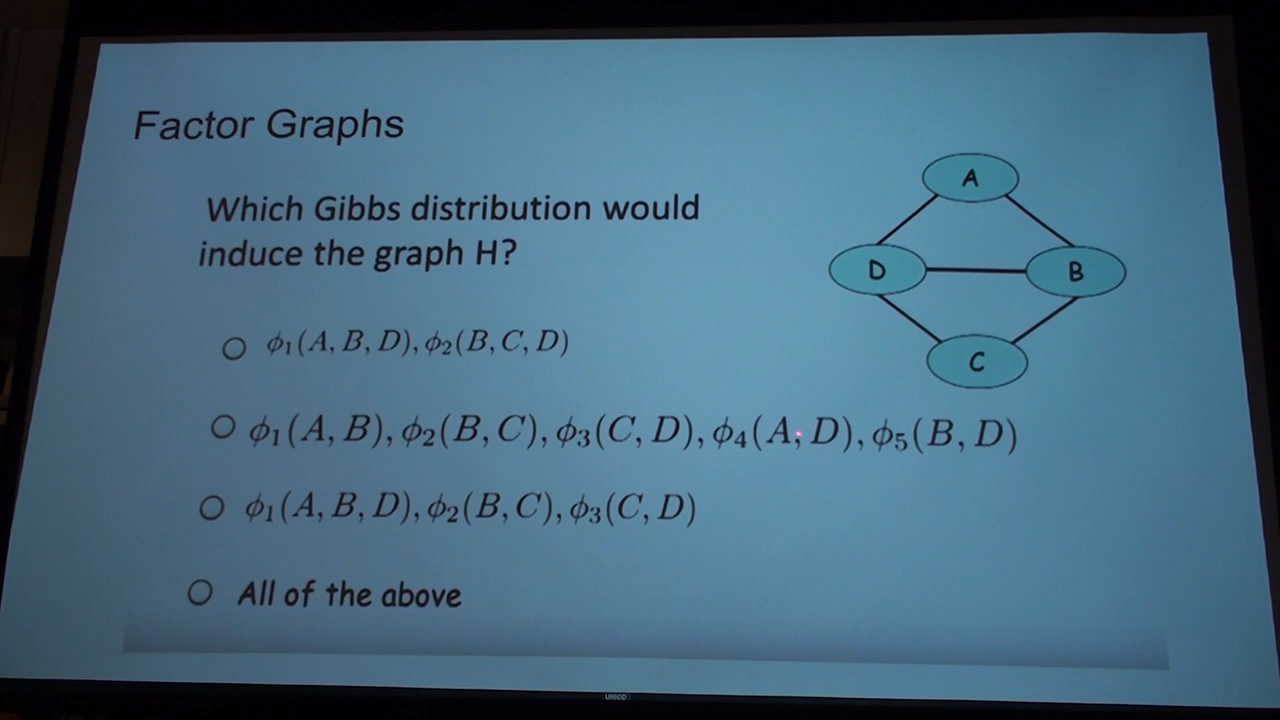 Factor Graphs
Which Gibbs distribution would
induce the graph H?
A
D
B
C
ϕ₁(A, B, D), ϕ₂(B, C, D)
ϕ₁(A, B), ϕ₂(B, C), ϕ₃(C, D), ϕ₄(A, D), ϕ₅(B, D)
ϕ₁(A, B, D), ϕ₂(B, C), ϕ₃(C, D)
All of the above
UNICO